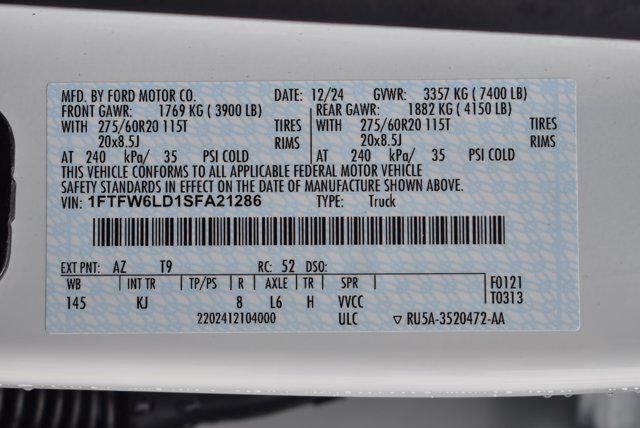 MFD. BY FORD MOTOR CO. DATE: 12/24 GVWR: 3357 KG ( 7400 LB)
FRONT GAWR: 1769 KG ( 3900 LB) REAR GAWR: 1882 KG ( 4150 LB)
WITH 275/60R20 115T TIRES WITH 275/60R20 115T TIRES
20x8.5J RIMS 20x8.5J RIMS
AT 240 kPa/ 35 PSI COLD AT 240 kPa/ 35 PSI COLD
THIS VEHICLE CONFORMS TO ALL APPLICABLE FEDERAL MOTOR VEHICLE
SAFETY STANDARDS IN EFFECT ON THE DATE OF MANUFACTURE SHOWN ABOVE.
VIN: 1FTFW6LD1SFA21286 TYPE: Truck
EXT PNT: AZ T9 RC: 52 DSO:
WB INT TR TP/PS R AXLE TR SPR F0121
145 KJ 8 L6 H VVCC T0313
2202412104000 ULC ▽ RU5A-3520472-AA